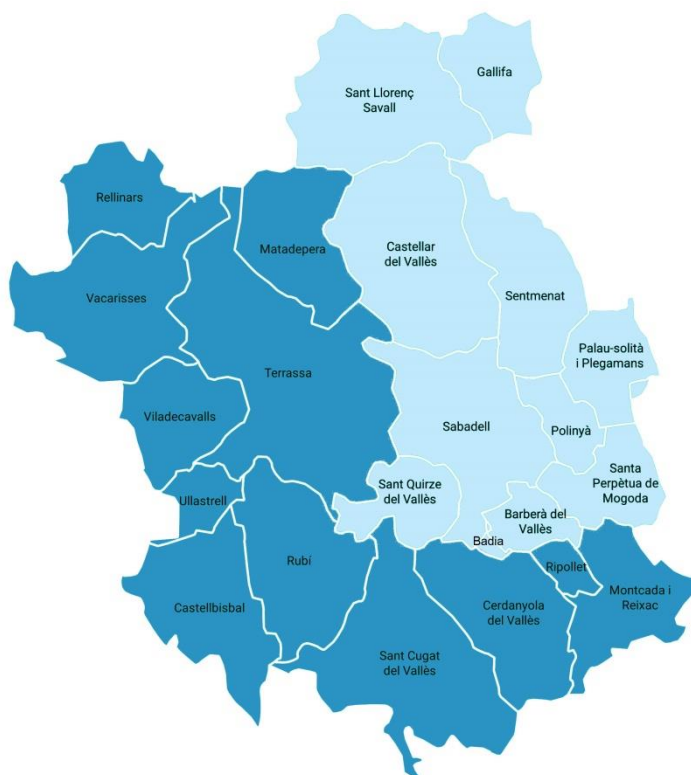 Gallifa
Sant Llorenç
Savall
Rellinars
Matadepera
Castellar
del Vallès
Sentmenat
Vacarisses
Palau-solità
i Plegamans
Terrassa
Viladecavalls
Sabadell
Polinyà
Sant Quirze
del Vallès
Santa
Perpètua de
Mogoda
Ullastrell
Barberà del
Vallès
Badia
Rubí
Ripollet
Montcada i
Reixac
Castellbisbal
Cerdanyola
del Vallès
Sant Cugat
del Vallès